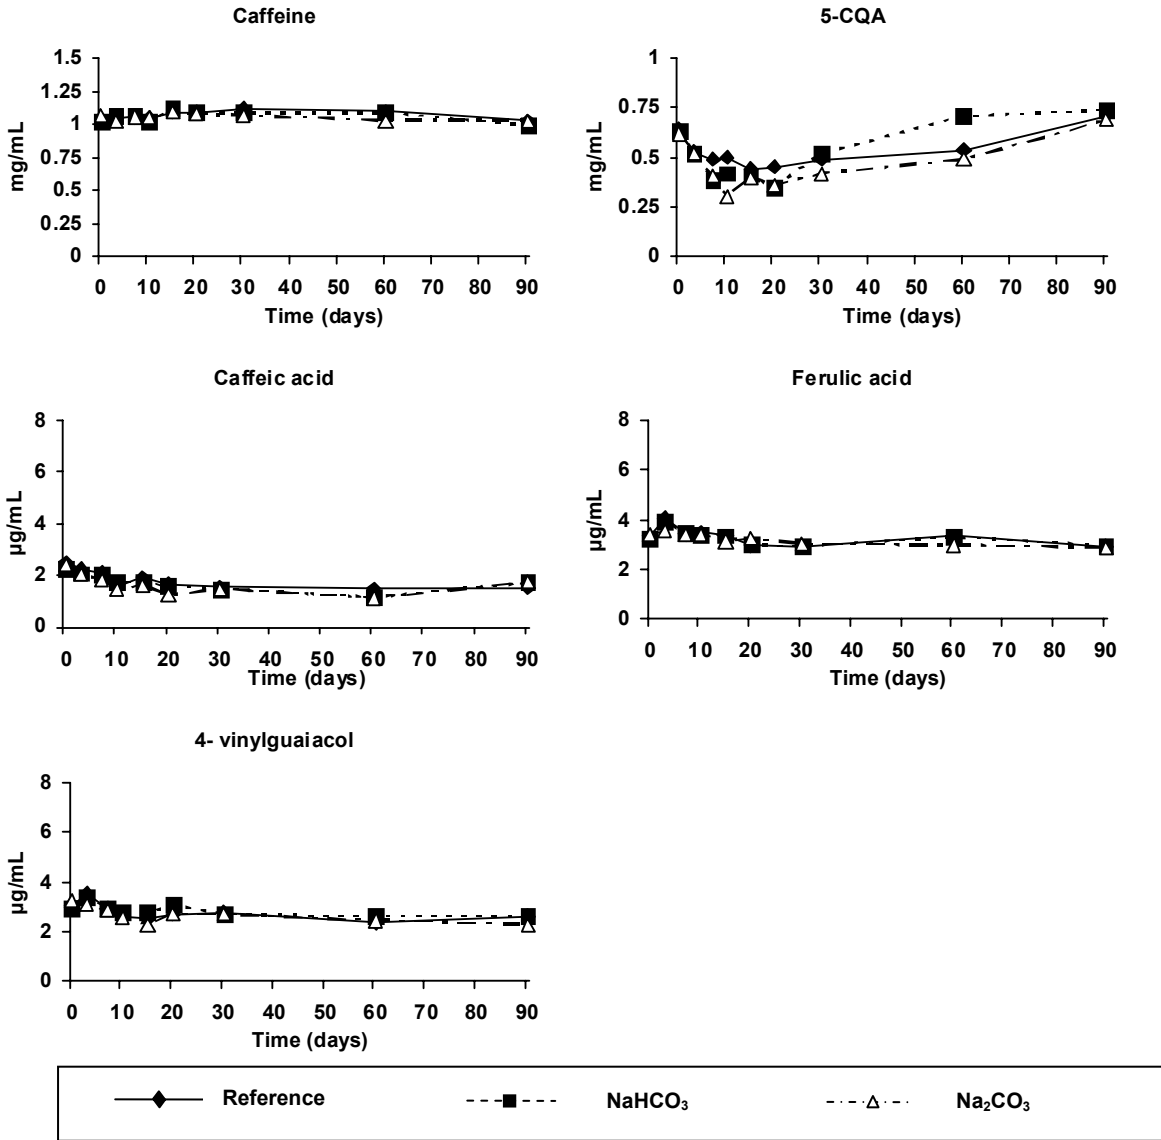 Caffeine
1.5
1.25
1
0.75
0.5
0.25
0
mg/mL
0 10 20 30 40 50 60 70 80 90
Time (days)
5-CQA
1
0.75
0.5
0.25
0
mg/mL
0 10 20 30 40 50 60 70 80 90
Time (days)
Caffeic acid
8
6
4
2
0
µg/mL
0 10 20 30 40 50 60 70 80 90
Time (days)
Ferulic acid
8
6
4
2
0
µg/mL
0 10 20 30 40 50 60 70 80 90
Time (days)
4- vinylguaiacol
8
6
4
2
0
µg/mL
0 10 20 30 40 50 60 70 80 90
Time (days)
Reference NaHCO₃ Na₂CO₃